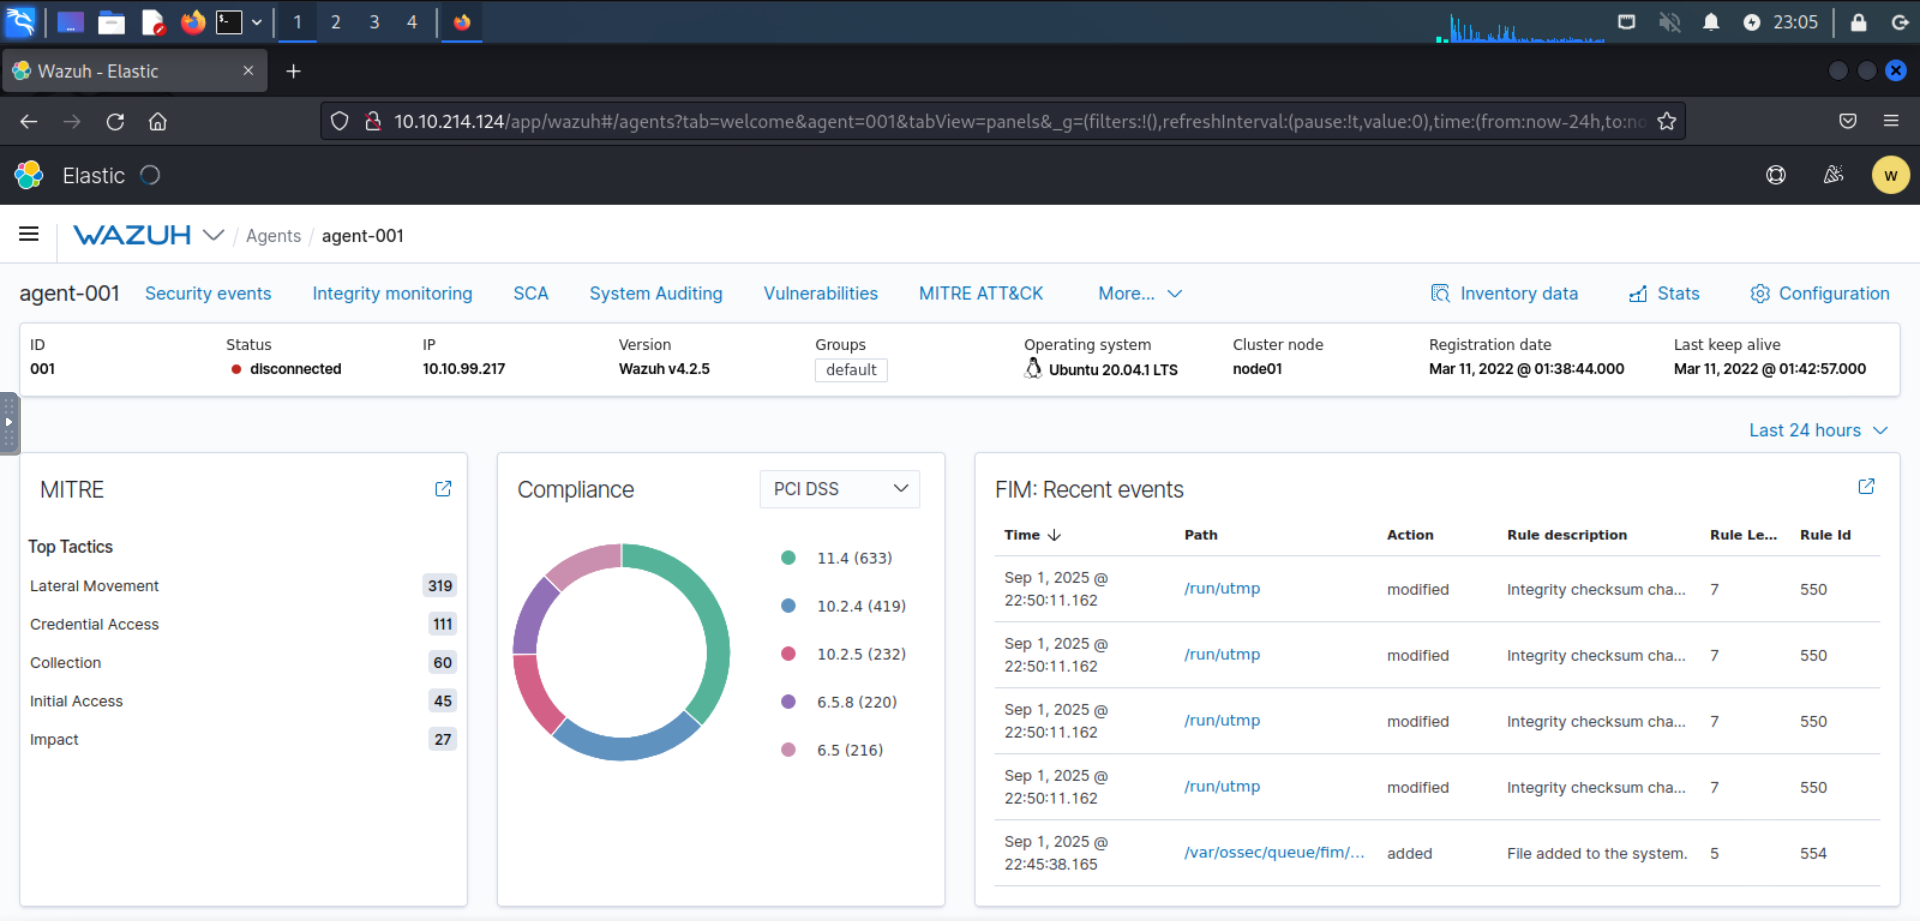 1 2 3 4 23:05
Wazuh - Elastic
10.10.214.124/app/wazuh#/agents?tab=welcome&agent=001&tabView=panels&_g=(filters:!(),refreshInterval:(pause:!t,value:0),time:(from:now-24h,to:no
Elastic W
WAZUH / Agents / agent-001
agent-001 Security events Integrity monitoring SCA System Auditing Vulnerabilities MITRE ATT&CK More... Inventory data Stats Configuration
ID Status IP Version Groups Operating system Cluster node Registration date Last keep alive
001 disconnected 10.10.99.217 Wazuh v4.2.5 default Ubuntu 20.04.1 LTS node01 Mar 11, 2022 @ 01:38:44.000 Mar 11, 2022 @ 01:42:57.000
Last 24 hours
MITRE
Top Tactics
Lateral Movement 319
Credential Access 111
Collection 60
Initial Access 45
Impact 27
Compliance PCI DSS
11.4 (633)
10.2.4 (419)
10.2.5 (232)
6.5.8 (220)
6.5 (216)
FIM: Recent events
Time Path Action Rule description Rule Le... Rule Id
Sep 1, 2025 @
22:50:11.162 /run/utmp modified Integrity checksum cha... 7 550
Sep 1, 2025 @
22:50:11.162 /run/utmp modified Integrity checksum cha... 7 550
Sep 1, 2025 @
22:50:11.162 /run/utmp modified Integrity checksum cha... 7 550
Sep 1, 2025 @
22:50:11.162 /run/utmp modified Integrity checksum cha... 7 550
Sep 1, 2025 @
22:45:38.165 /var/ossec/queue/fim/... added File added to the system. 5 554